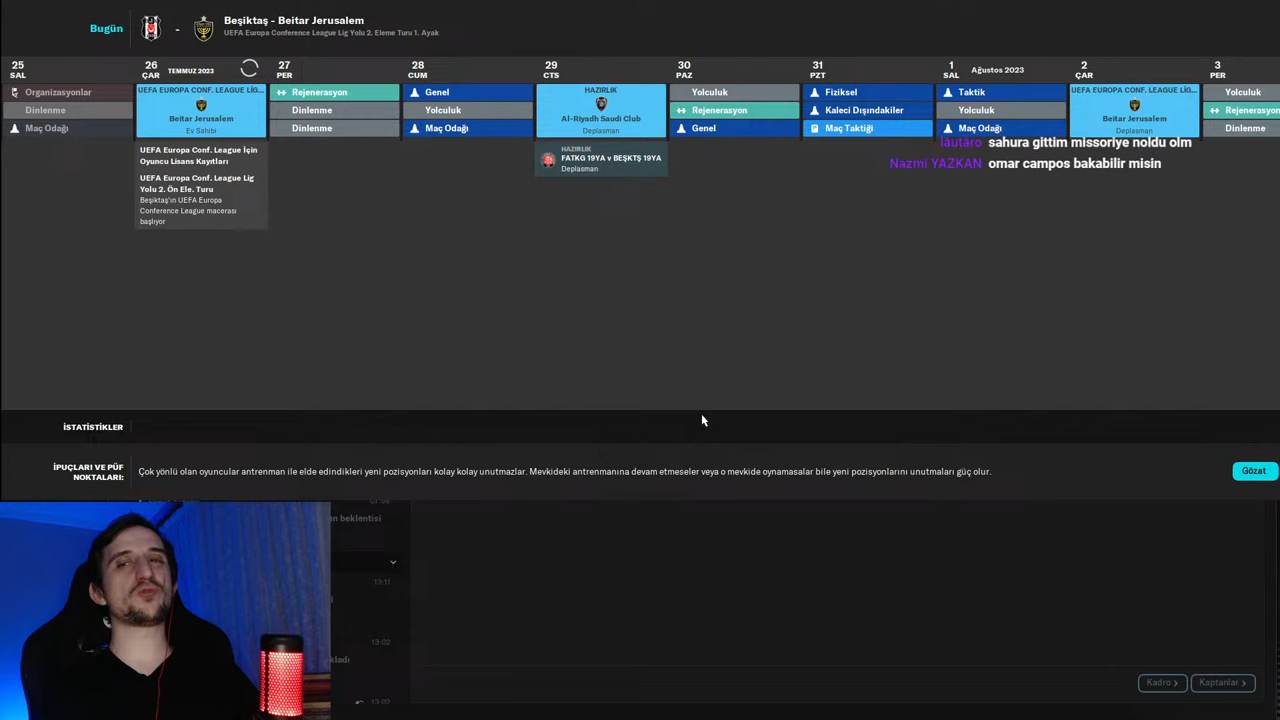 Bugün
Beşiktaş - Beitar Jerusalem
UEFA Europa Conference League Lig Yolu 2. Eleme Turu 1. Ayak
25
SAL
26
ÇAR
TEMMUZ 2023
27
PER
28
CUM
29
CTS
30
PAZ
31
PZT
1
SAL
Ağustos 2023
2
ÇAR
3
PER
Organizasyonlar
Dinlenme
Maç Odağı
UEFA EUROPA CONF. LEAGUE LİG...
Beitar Jerusalem
Ev Sahibi
UEFA Europa Conf. League İçin
Oyuncu Lisans Kayıtları
UEFA Europa Conf. League Lig
Yolu 2. Ön Ele. Turu
Beşiktaş'ın UEFA Europa
Conference League macerası
başlıyor
Rejenerasyon
Dinlenme
Dinlenme
Genel
Yolculuk
Maç Odağı
HAZIRLIK
Al-Riyadh Saudi Club
Deplasman
HAZIRLIK
FATKG 19YA v BEŞKTŞ 19YA
Deplasman
Yolculuk
Rejenerasyon
Genel
Fiziksel
Kaleci Dışındakiler
Maç Taktiği
Taktik
Yolculuk
Maç Odağı
UEFA EUROPA CONF. LEAGUE LİG...
Beitar Jerusalem
Deplasman
Yolculuk
Rejenerasyon
Dinlenme
lautaro sahura gittim missoriye noldu olm
Nazmi YAZKAN omar campos bakabilir misin
İSTATİSTİKLER
İPUÇLARI VE PÜF
NOKTALARI:
Çok yönlü olan oyuncular antrenman ile elde edindikleri yeni pozisyonları kolay kolay unutmazlar. Mevkideki antrenmanına devam etmeseler veya o mevkide oynamasalar bile yeni pozisyonlarını unutmaları güç olur.
Gözat
beklentisi
13:11
13:02
13:02
Kadro
Kaptanlar